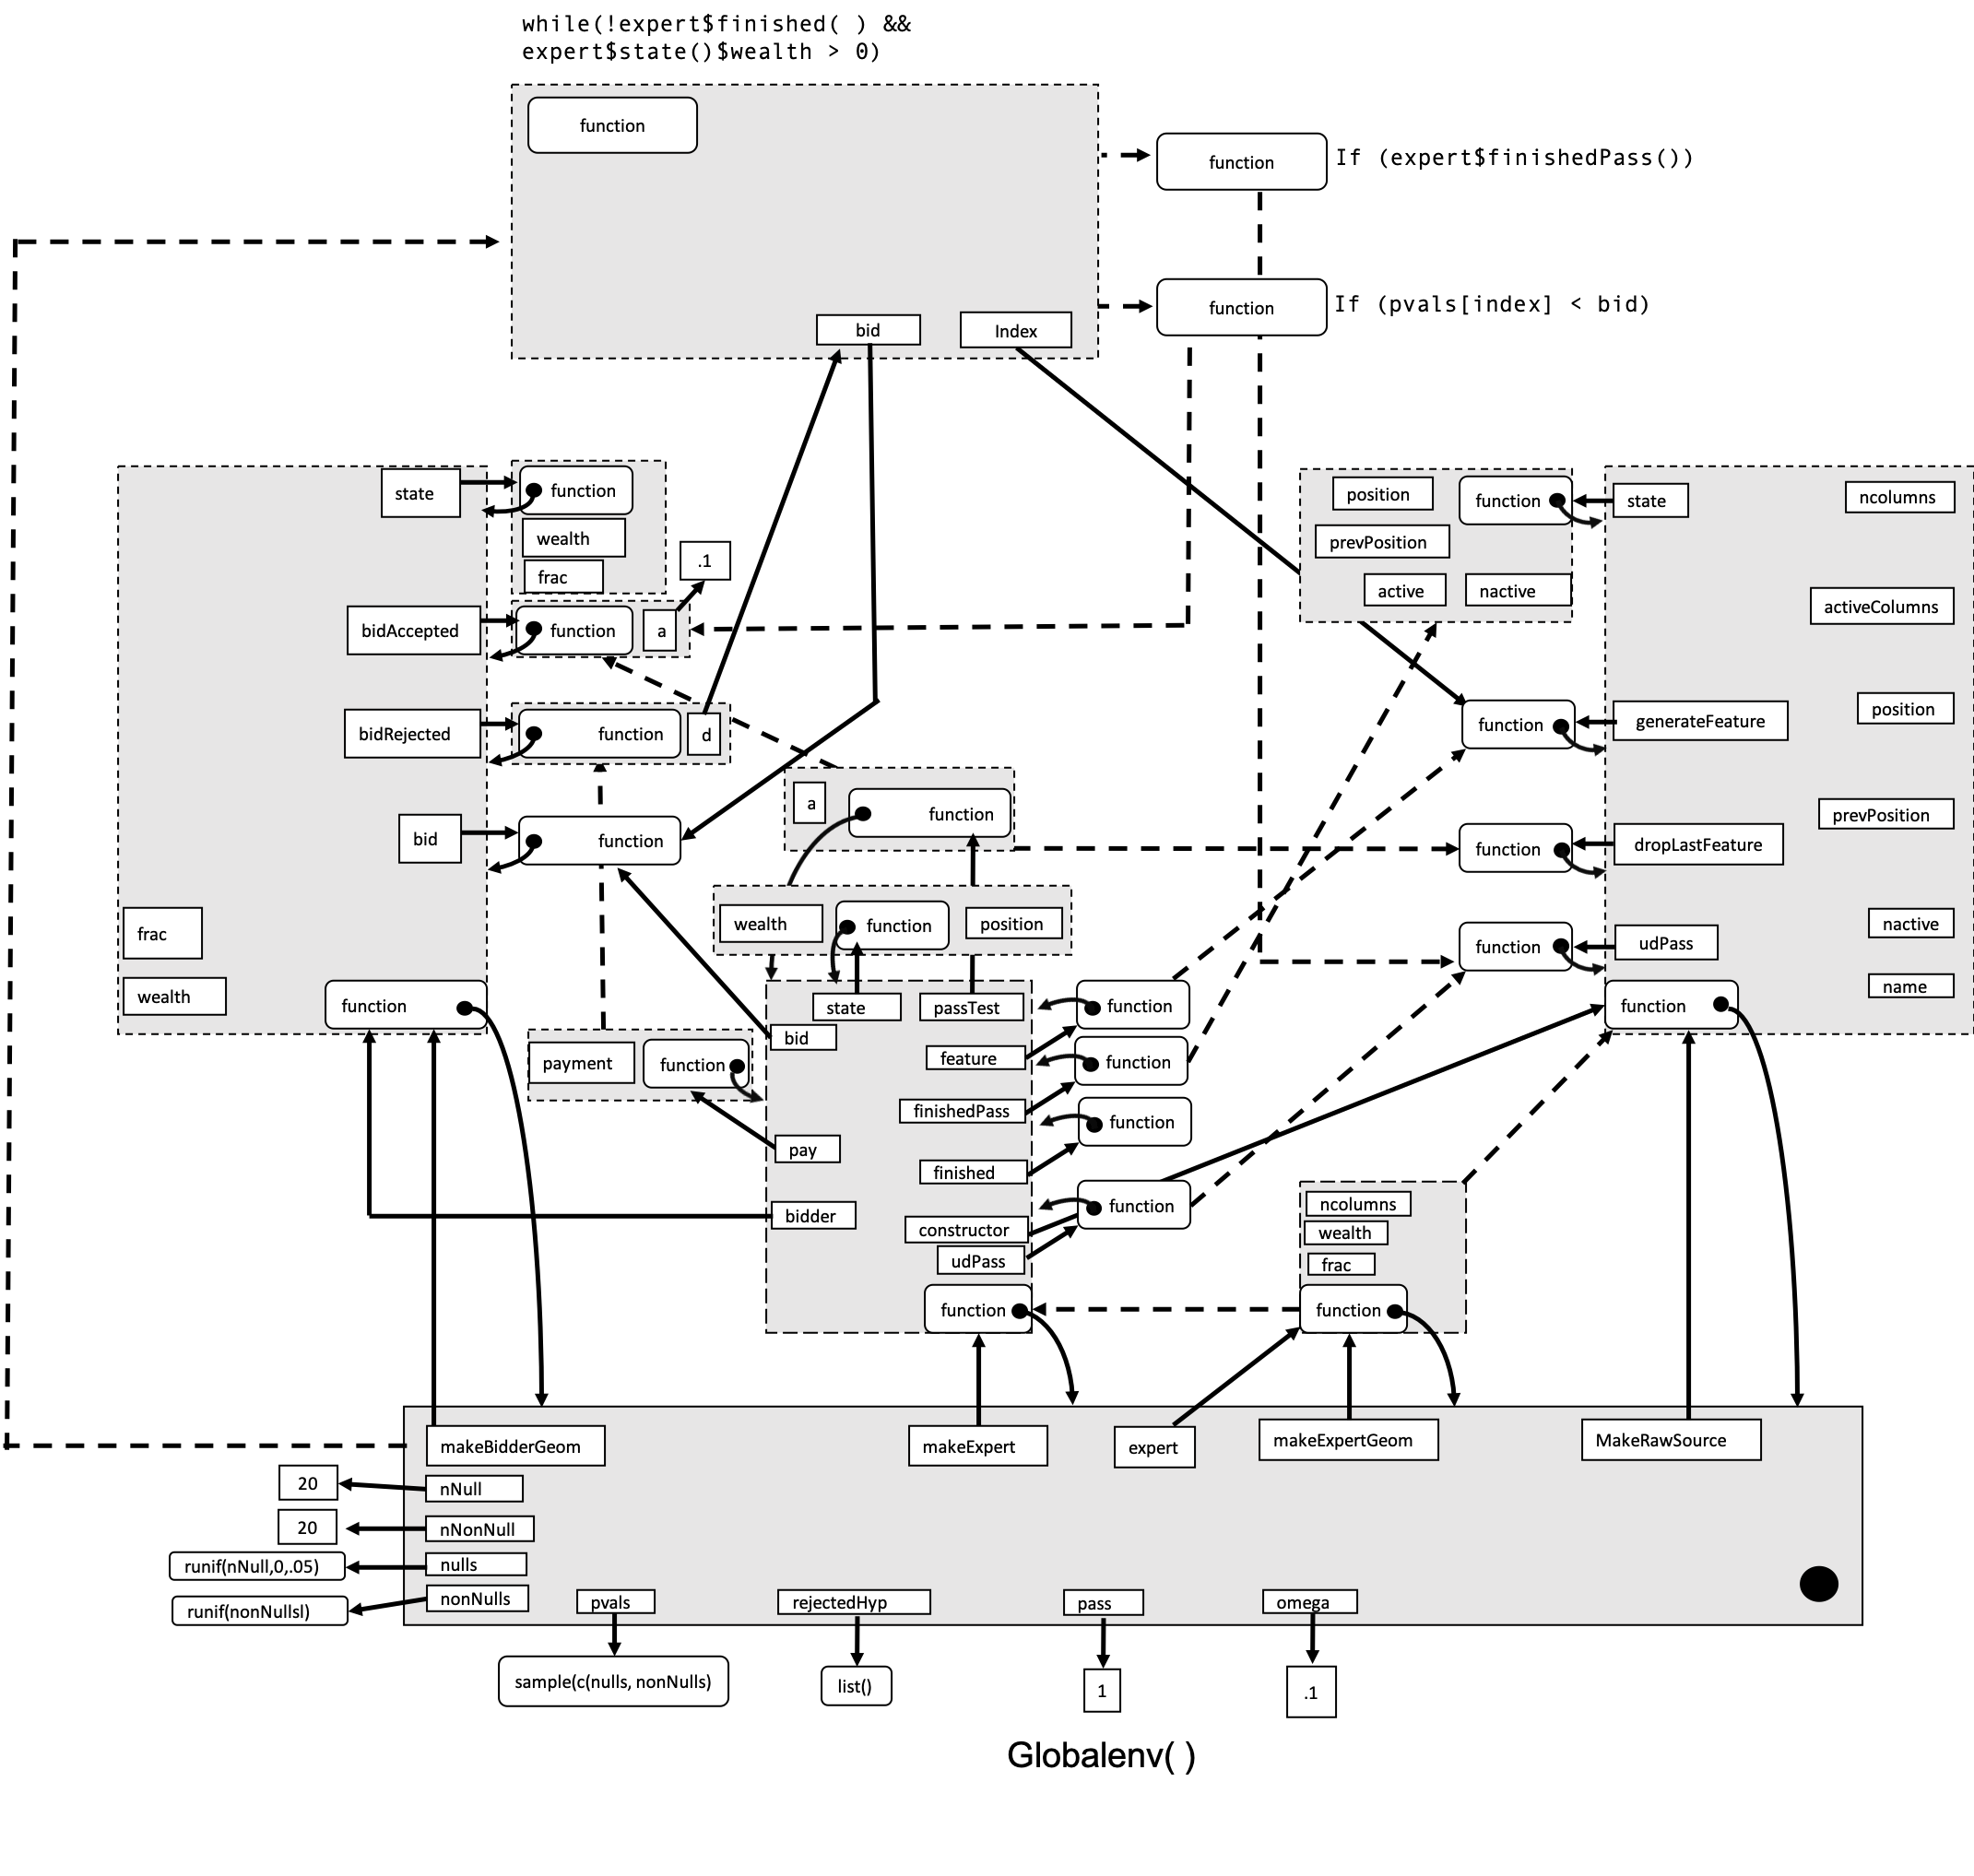 while(!expert$finished( ) &&
expert$state()$wealth > 0)
function
function
If (expert$finishedPass())
function
If (pvals[index] < bid)
bid
Index
state
function
wealth
frac
.1
bidAccepted
function
a
bidRejected
function
d
bid
function
frac
wealth
function
position
function
state
ncolumns
prevPosition
active
nactive
activeColumns
function
generateFeature
position
prevPosition
function
dropLastFeature
nactive
function
udPass
name
function
a
function
wealth
function
position
state
passTest
function
bid
payment
function
feature
function
finishedPass
function
pay
finished
function
bidder
constructor
udPass
function
ncolumns
wealth
frac
function
makeBidderGeom
makeExpert
expert
makeExpertGeom
MakeRawSource
20
nNull
20
nNonNull
runif(nNull,0,.05)
nulls
runif(nonNullsl)
nonNulls
pvals
rejectedHyp
pass
omega
sample(c(nulls, nonNulls)
list()
1
.1
Globalenv( )